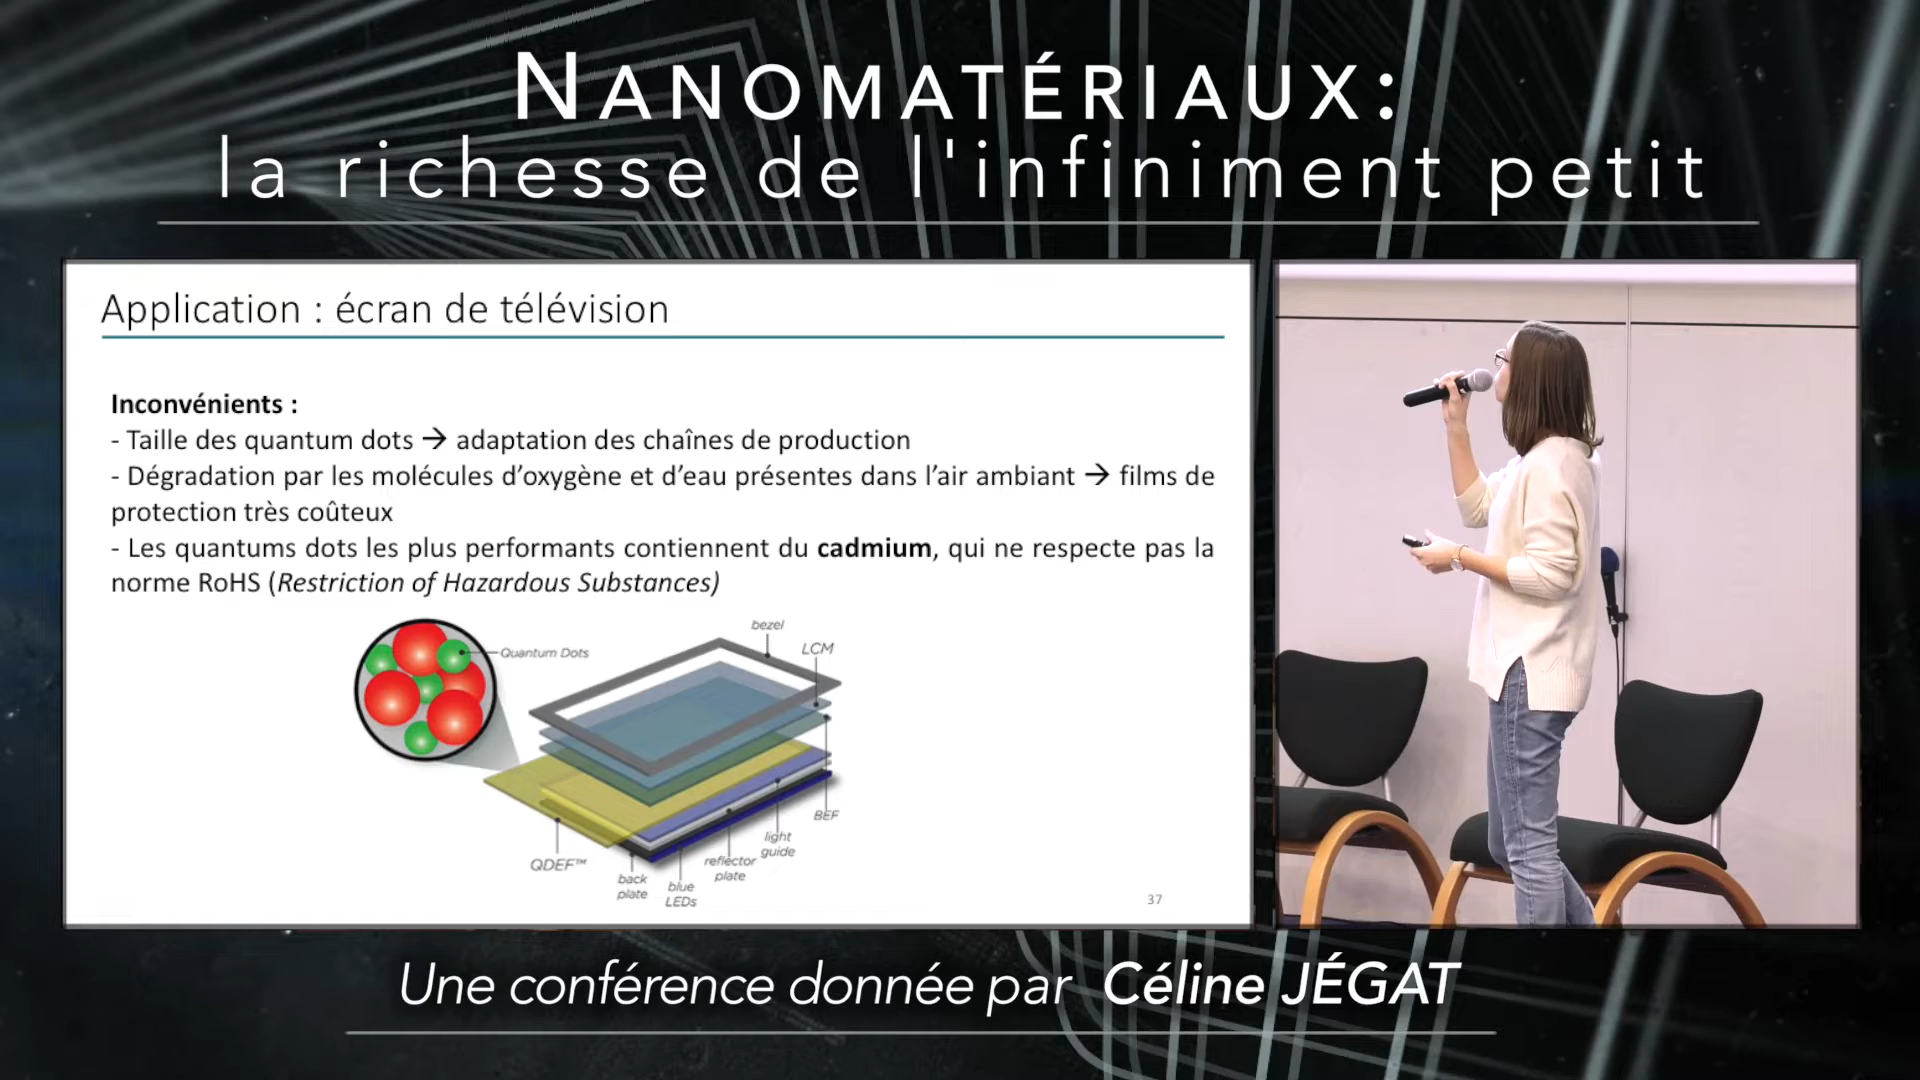 NANOMATÉRIAUX:
la richesse de l'infiniment petit
Application : écran de télévision
Inconvénients :
- Taille des quantum dots → adaptation des chaînes de production
- Dégradation par les molécules d’oxygène et d’eau présentes dans l’air ambiant → films de
protection très coûteux
- Les quantums dots les plus performants contiennent du cadmium, qui ne respecte pas la
norme RoHS (Restriction of Hazardous Substances)
bezel
LCM
Quantum Dots
BEF
light
guide
reflector
plate
QDEF™
back
plate
blue
LEDs
37
Une conférence donnée par Céline JÉGAT